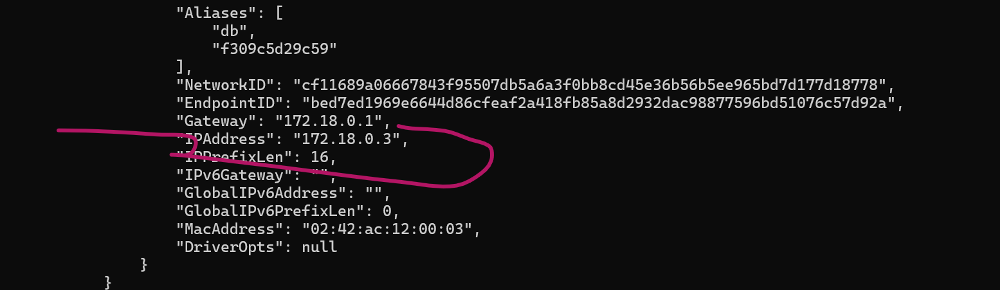 "Aliases": [
"db",
"f309c5d29c59"
],
"NetworkID": "cf11689a06667843f95507db5a6a3f0bb8cd45e36b56b5ee965bd7d177d18778",
"EndpointID": "bed7ed1969e6644d86cfeaf2a418fb85a8d2932dac98877596bd51076c57d92a",
"Gateway": "172.18.0.1",
"IPAddress": "172.18.0.3",
"IPPrefixLen": 16,
"IPv6Gateway": "",
"GlobalIPv6Address": "",
"GlobalIPv6PrefixLen": 0,
"MacAddress": "02:42:ac:12:00:03",
"DriverOpts": null
}
}